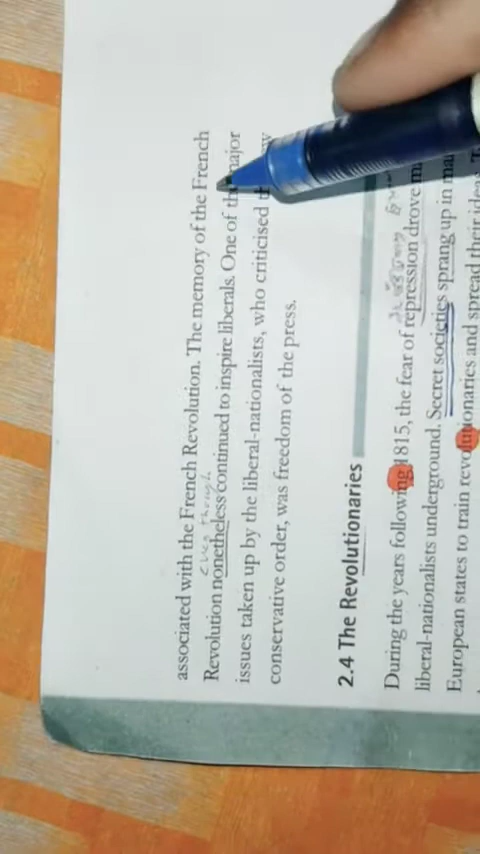 associated with the French Revolution. The memory of the French
even though
Revolution nonetheless continued to inspire liberals. One of the major
issues taken up by the liberal-nationalists, who criticised
conservative order, was freedom of the press.
2.4 The Revolutionaries
During the years following 1815, the fear of repression drove
liberal-nationalists underground. Secret societies sprang up in
European states to train revolutionaries and spread their